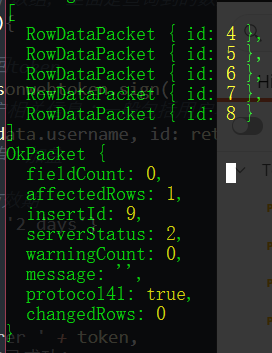 [
RowDataPacket { id: 4 },
RowDataPacket { id: 5 },
RowDataPacket { id: 6 },
RowDataPacket { id: 7 },
RowDataPacket { id: 8 }
]
OkPacket {
fieldCount: 0,
affectedRows: 1,
insertId: 9,
serverStatus: 2,
warningCount: 0,
message: '',
protocol41: true,
changedRows: 0
}